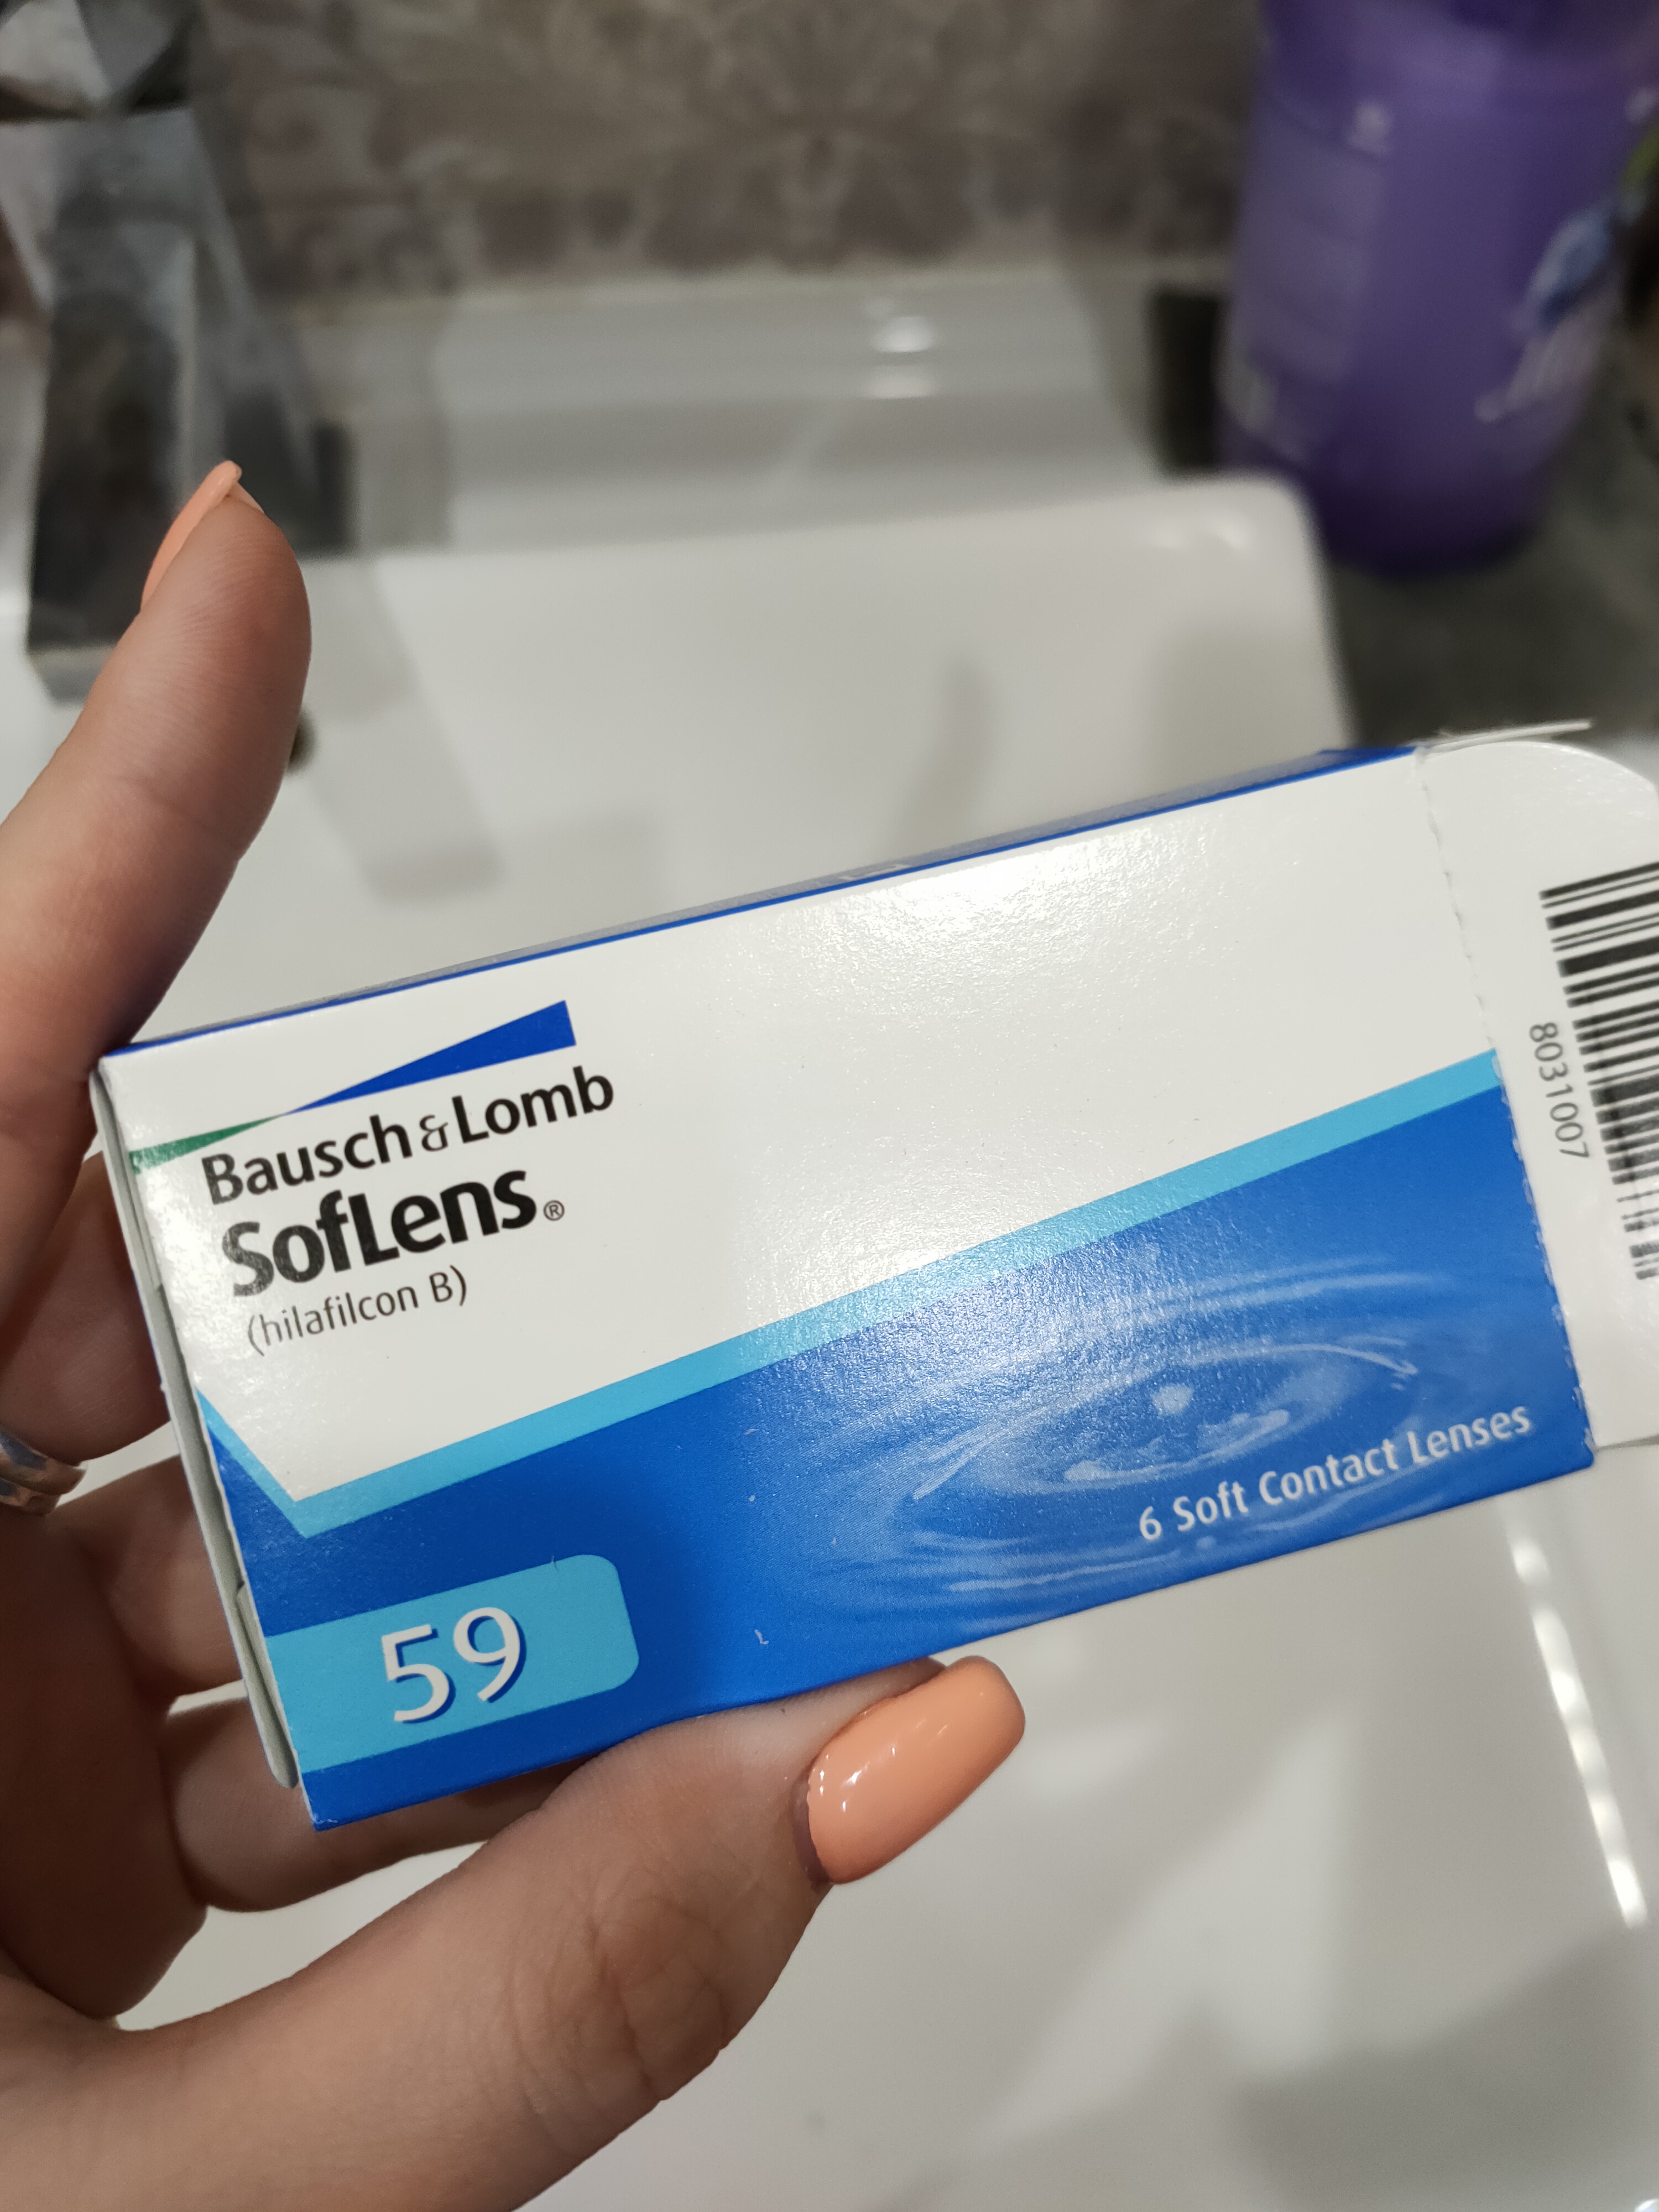 Bausch & Lomb
SofLens®
(hilafilcon B)
6 Soft Contact Lenses
59
8031007